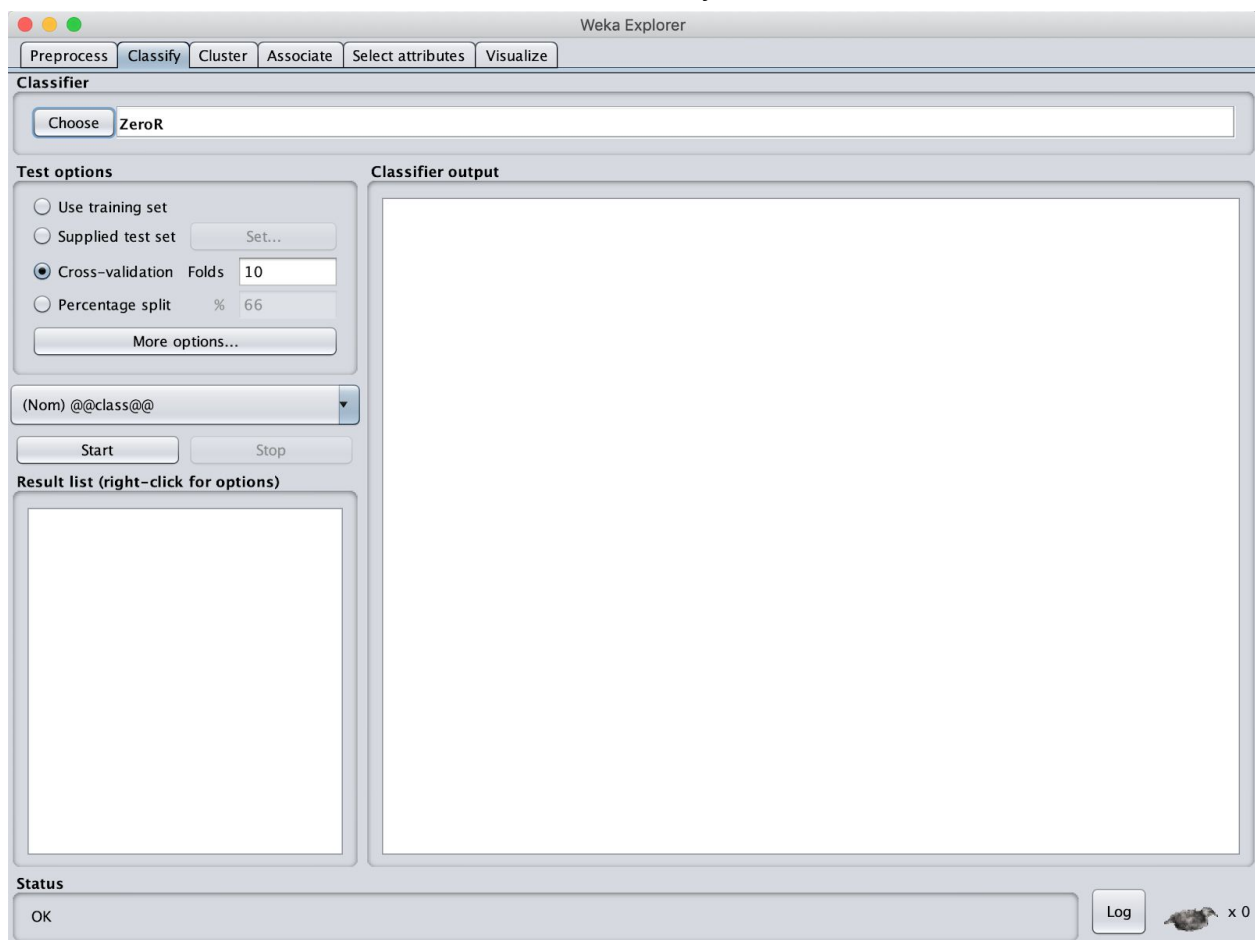 Weka Explorer
Preprocess Classify Cluster Associate Select attributes Visualize
Classifier
Choose ZeroR
Test options
Use training set
Supplied test set Set...
Cross-validation Folds 10
Percentage split % 66
More options...
(Nom) @@class@@
Start Stop
Result list (right-click for options)
Classifier output
Status
OK
Log x 0